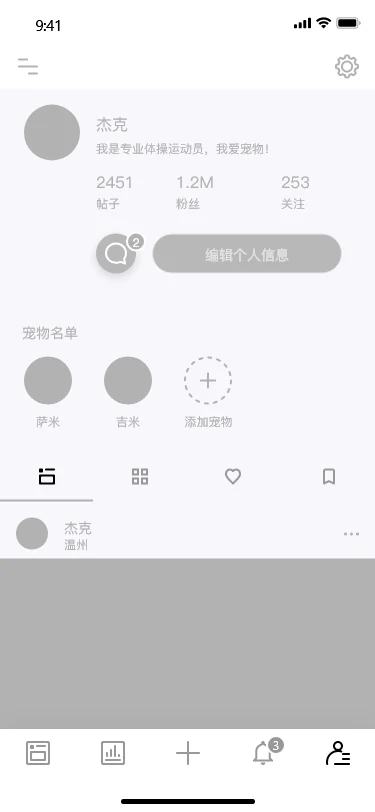 9:41
杰克
我是专业体操运动员，我爱宠物！
2451 1.2M 253
帖子 粉丝 关注
2
编辑个人信息
宠物名单
萨米 吉米 添加宠物
杰克
温州
3